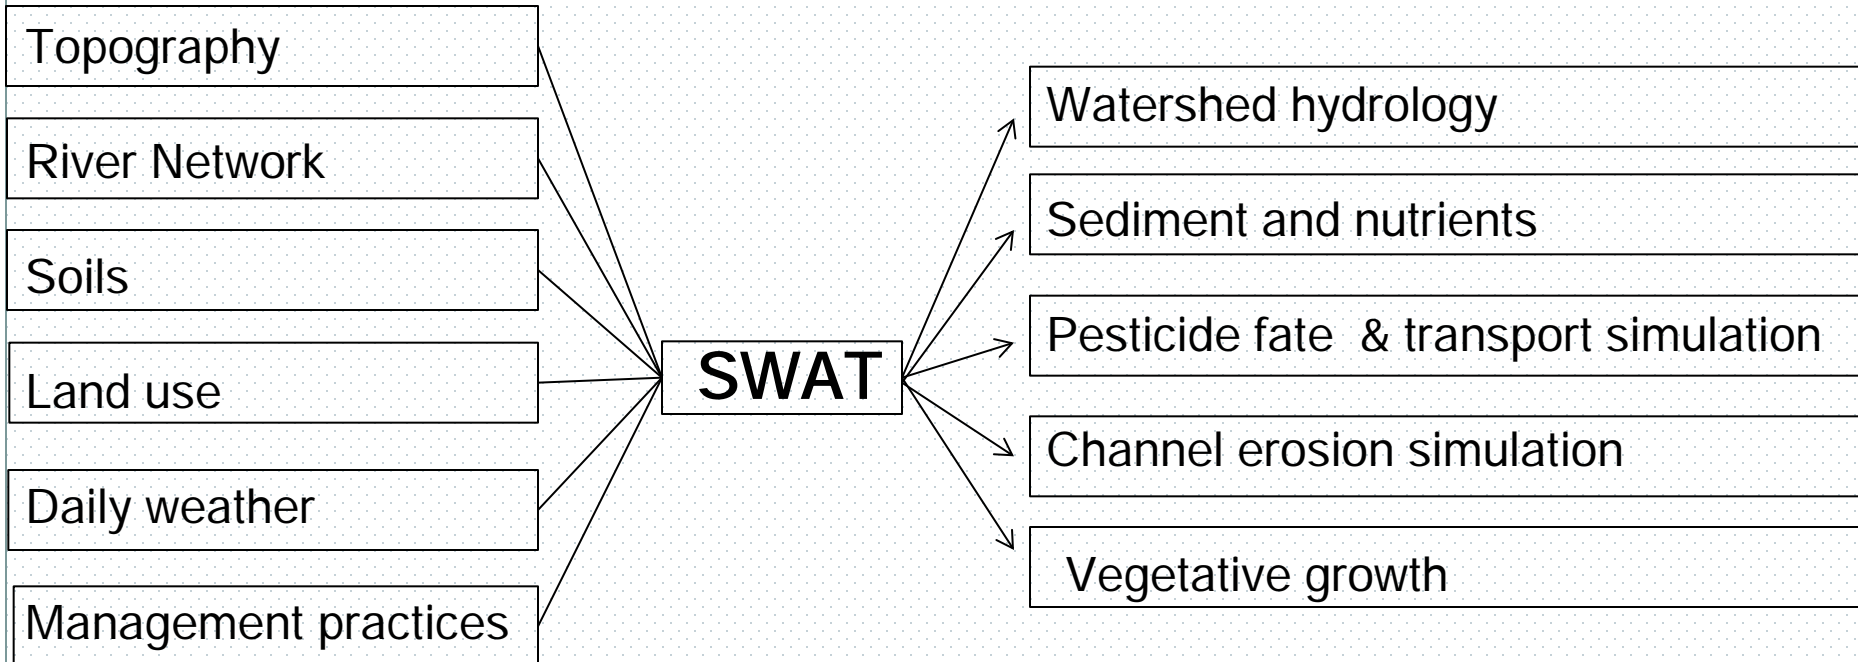 Topography
River Network
Soils
Land use
Daily weather
Management practices
SWAT
Watershed hydrology
Sediment and nutrients
Pesticide fate  & transport simulation
Channel erosion simulation
Vegetative growth